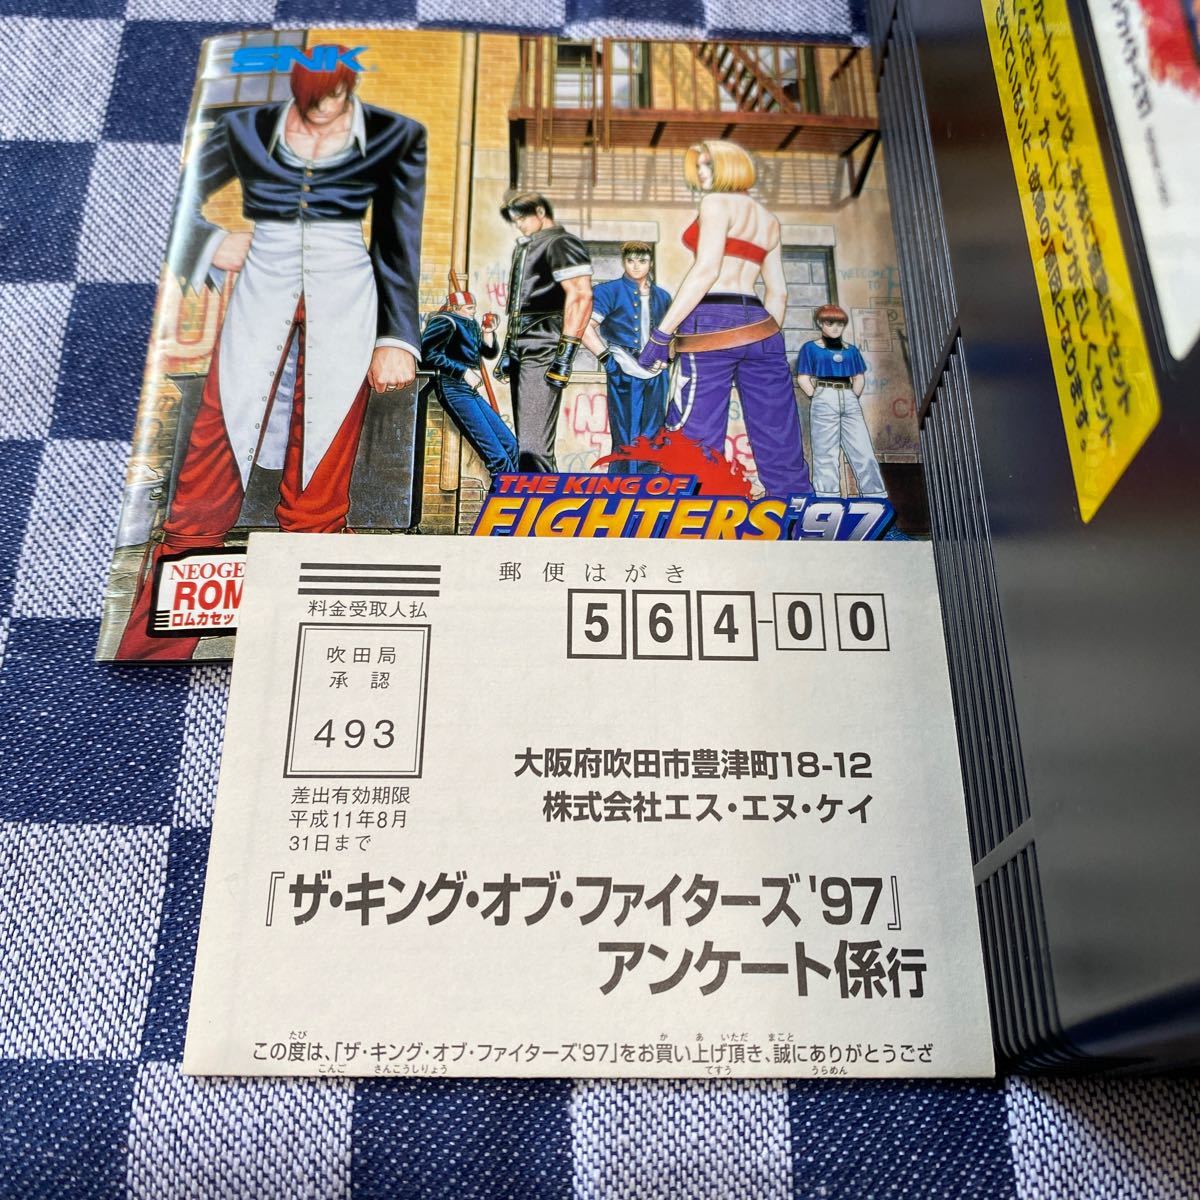 SNK
THE KING OF
FIGHTERS '97
NEOGE
ROM
ロムカセッ
郵便はがき
料金受取人払
564-00
吹田局
承認
493
差出有効期限
平成11年8月
31日まで
大阪府吹田市豊津町18-12
株式会社エス・エヌ・ケイ
『ザ・キング・オブ・ファイターズ'97』
アンケート係行
この度は、「ザ・キング・オブ・ファイターズ'97」をお買い上げ頂き、誠にありがとうござ